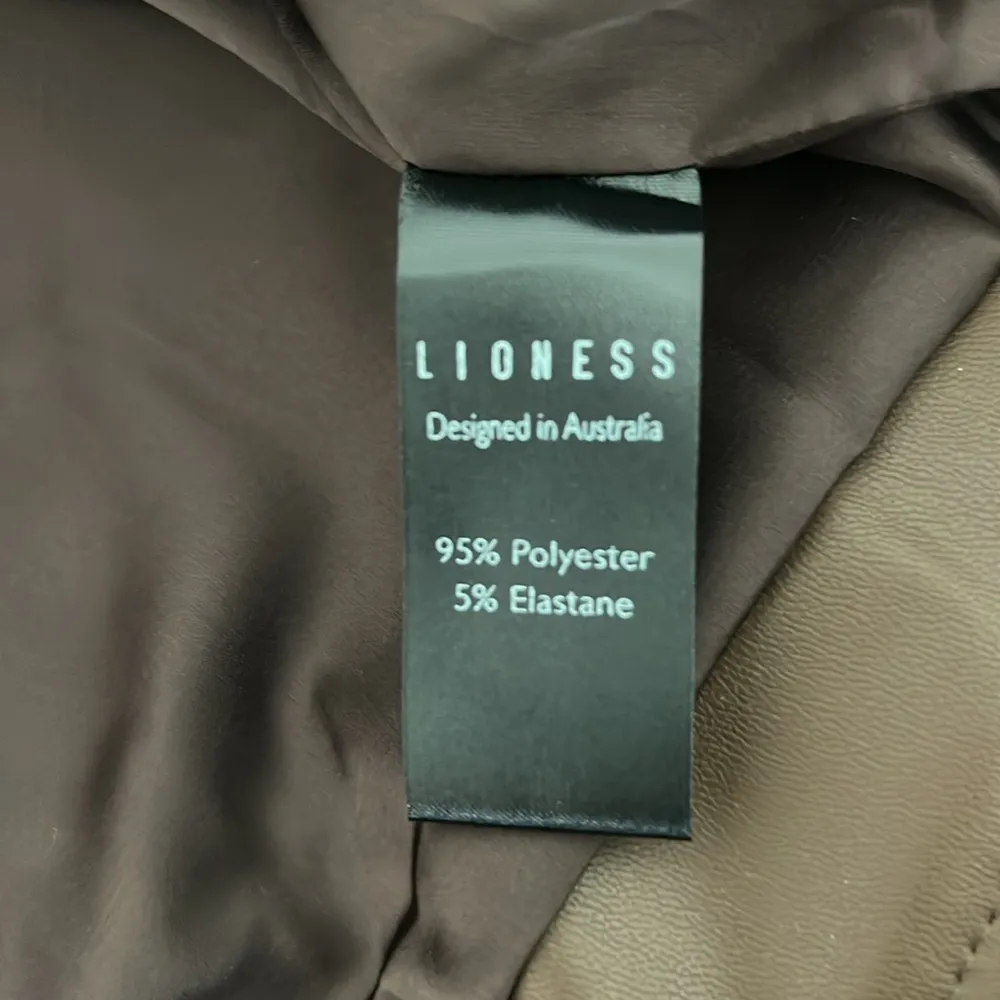 LIONESS
Designed in Australia
95% Polyester
5% Elastane